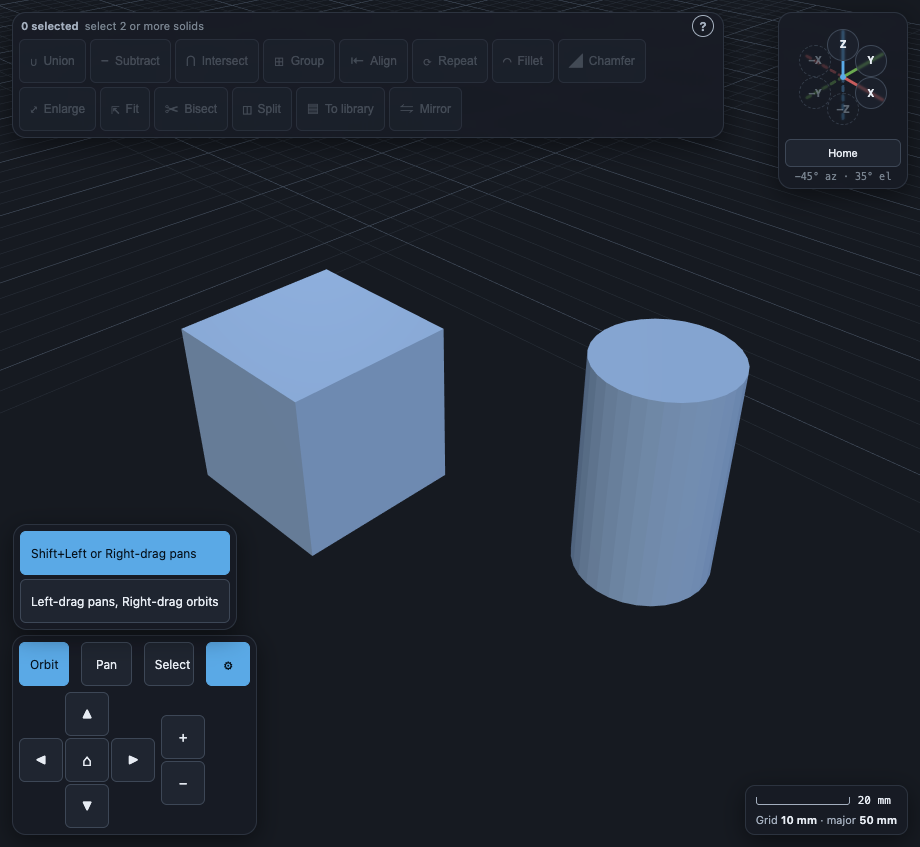 0 selected select 2 or more solids
?
∪ Union − Subtract ⋂ Intersect ⊞ Group Align Repeat Fillet Chamfer
Enlarge Fit Bisect Split To library Mirror
Z
−X Y
−Y X
−Z
Home
−45° az · 35° el
Shift+Left or Right-drag pans
Left-drag pans, Right-drag orbits
Orbit Pan Select
+
−
20 mm
Grid 10 mm · major 50 mm